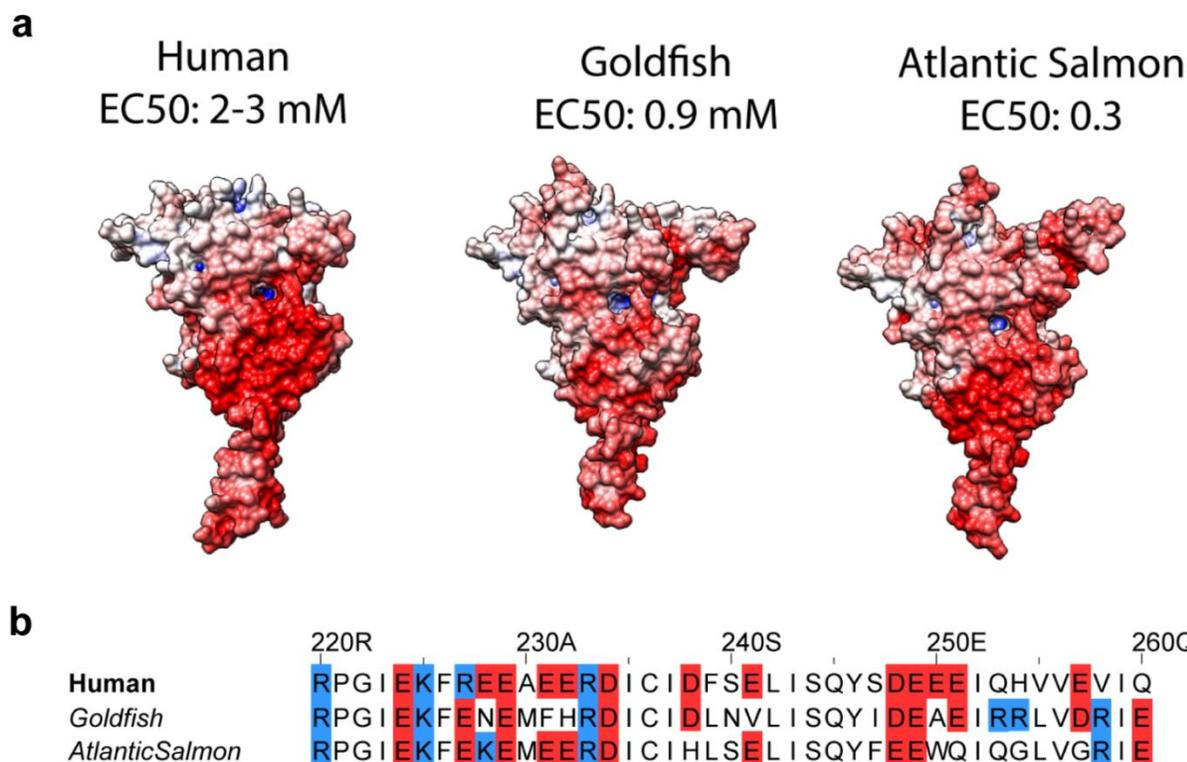 a
Human
EC50: 2-3 mM
Goldfish
EC50: 0.9 mM
Atlantic Salmon
EC50: 0.3
b
220R 230A 240S 250E 260Q
Human RPGIEKFREEAEERDICIDFSELISQYSDEEEIQHVVEVIQ
Goldfish RPGIEKFENEMFHRDICIDLNVLISQYIDEAEIRRLVDRIE
AtlanticSalmon RPGIEKFEKEMEERDICIHLSELISQYFEEWQIQGLVGRIE